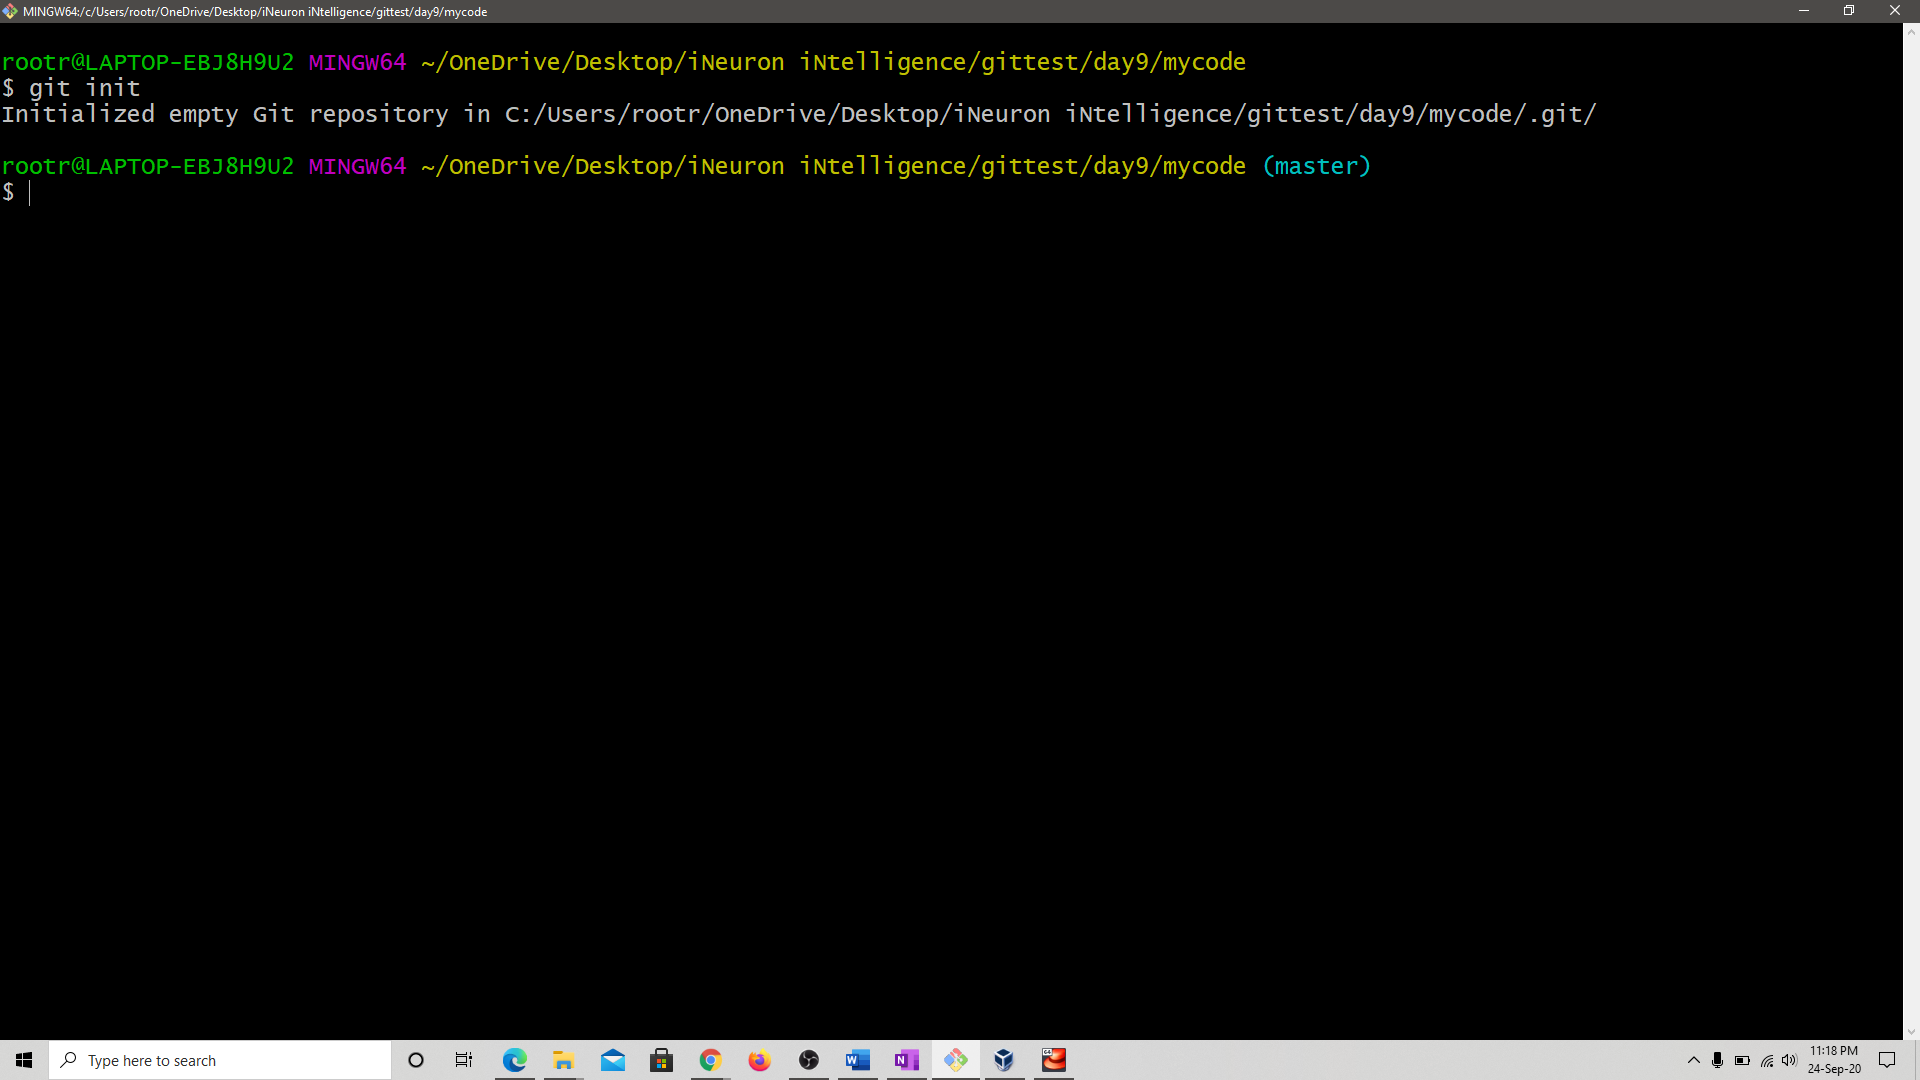 MINGW64:/c/Users/rootr/OneDrive/Desktop/iNeuron iNtelligence/gittest/day9/mycode
rootr@LAPTOP-EBJ8H9U2 MINGW64 ~/OneDrive/Desktop/iNeuron iNtelligence/gittest/day9/mycode
$ git init
Initialized empty Git repository in C:/Users/rootr/OneDrive/Desktop/iNeuron iNtelligence/gittest/day9/mycode/.git/
rootr@LAPTOP-EBJ8H9U2 MINGW64 ~/OneDrive/Desktop/iNeuron iNtelligence/gittest/day9/mycode (master)
$
Type here to search
11:18 PM
24-Sep-20